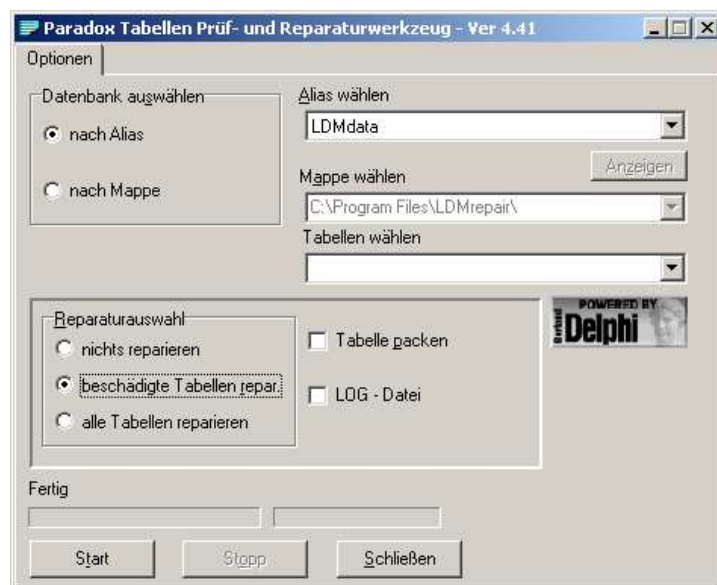 Paradox Tabellen Prüf- und Reparaturwerkzeug - Ver 4.41
Optionen
Datenbank auswählen
nach Alias
nach Mappe
Alias wählen
LDMdata
Anzeigen
Mappe wählen
C:\Program Files\LDMrepair\
Tabellen wählen
Reparaturauswahl
nichts reparieren
beschädigte Tabellen repar.
alle Tabellen reparieren
Tabelle packen
LOG - Datei
POWERED BY
Borland
Delphi
Fertig
Start
Stopp
Schließen